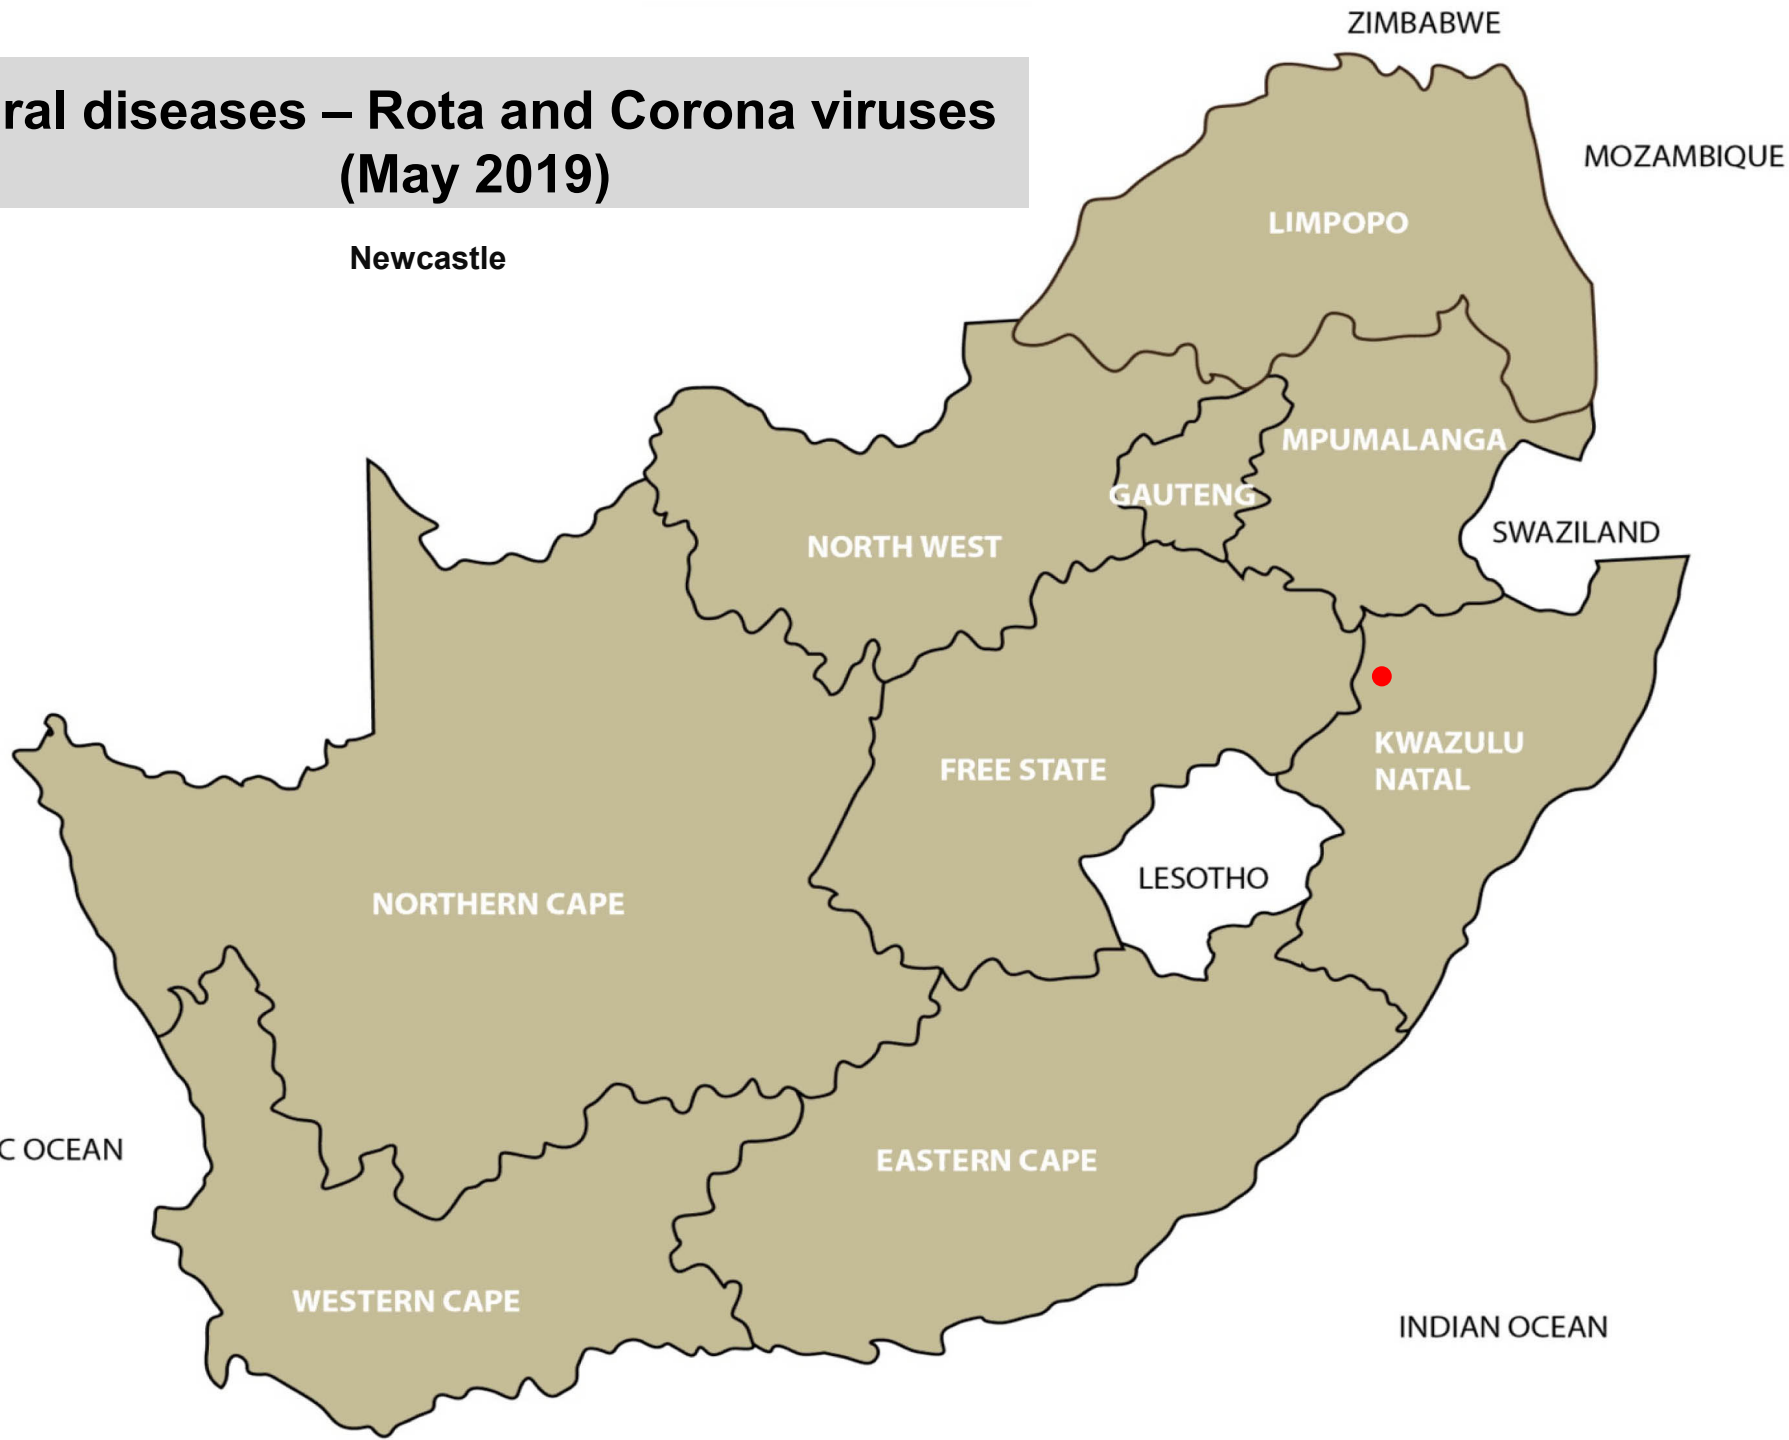 ral diseases – Rota and Corona viruses
(May 2019)
Newcastle
ZIMBABWE
MOZAMBIQUE
LIMPOPO
MPUMALANGA
GAUTENG
NORTH WEST
SWAZILAND
KWAZULU
NATAL
FREE STATE
LESOTHO
NORTHERN CAPE
C OCEAN
EASTERN CAPE
WESTERN CAPE
INDIAN OCEAN